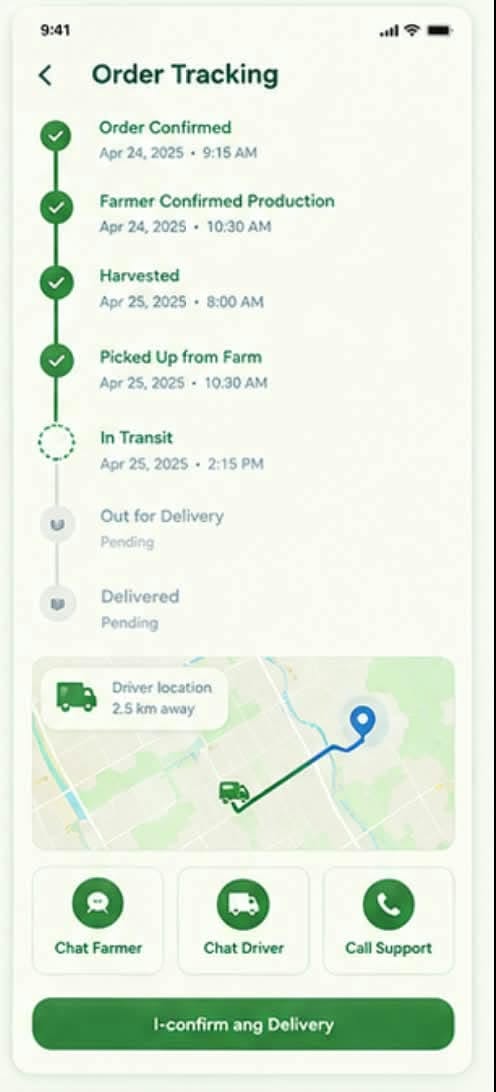 9:41
Order Tracking
Order Confirmed
Apr 24, 2025 • 9:15 AM
Farmer Confirmed Production
Apr 24, 2025 • 10:30 AM
Harvested
Apr 25, 2025 • 8:00 AM
Picked Up from Farm
Apr 25, 2025 • 10.30 AM
In Transit
Apr 25, 2025 • 2:15 PM
Out for Delivery
Pending
Delivered
Pending
Driver location
2.5 km away
Chat Farmer
Chat Driver
Call Support
I-confirm ang Delivery